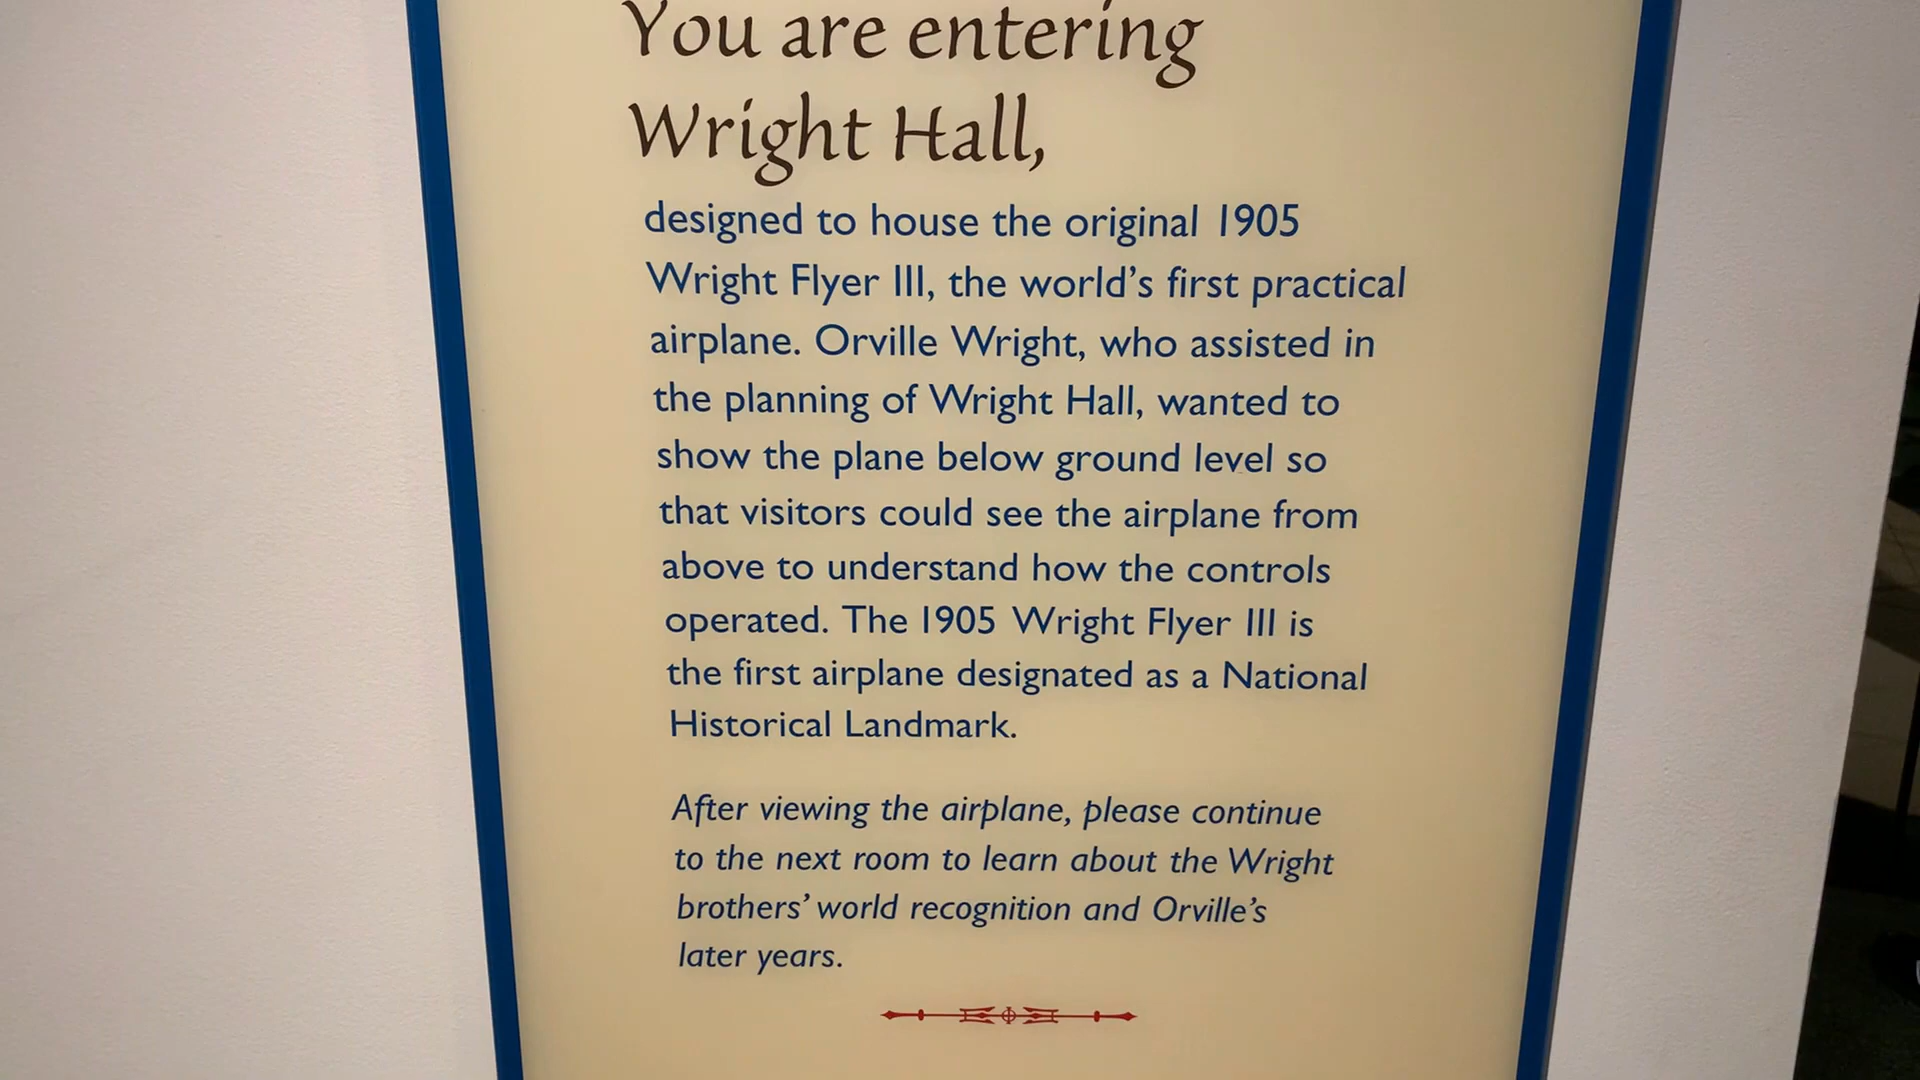 You are entering
Wright Hall,
designed to house the original 1905
Wright Flyer III, the world's first practical
airplane. Orville Wright, who assisted in
the planning of Wright Hall, wanted to
show the plane below ground level so
that visitors could see the airplane from
above to understand how the controls
operated. The 1905 Wright Flyer III is
the first airplane designated as a National
Historical Landmark.
After viewing the airplane, please continue
to the next room to learn about the Wright
brothers' world recognition and Orville's
later years.